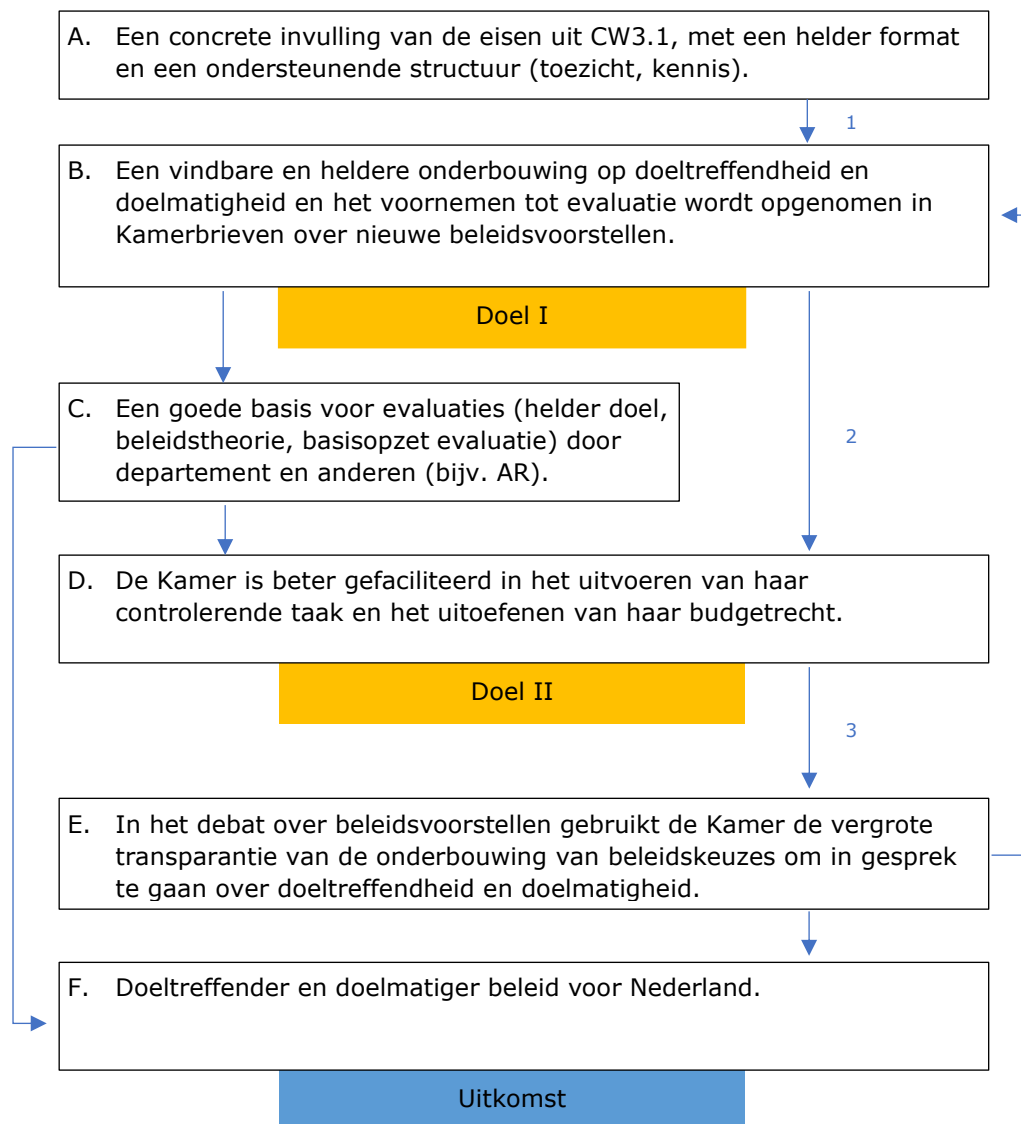 A. Een concrete invulling van de eisen uit CW3.1, met een helder format
en een ondersteunende structuur (toezicht, kennis).
1
B. Een vindbare en heldere onderbouwing op doeltreffendheid en
doelmatigheid en het voornemen tot evaluatie wordt opgenomen in
Kamerbrieven over nieuwe beleidsvoorstellen.
Doel I
C. Een goede basis voor evaluaties (helder doel,
beleidstheorie, basisopzet evaluatie) door
departement en anderen (bijv. AR).
2
D. De Kamer is beter gefaciliteerd in het uitvoeren van haar
controlerende taak en het uitoefenen van haar budgetrecht.
Doel II
3
E. In het debat over beleidsvoorstellen gebruikt de Kamer de vergrote
transparantie van de onderbouwing van beleidskeuzes om in gesprek
te gaan over doeltreffendheid en doelmatigheid.
F. Doeltreffender en doelmatiger beleid voor Nederland.
Uitkomst